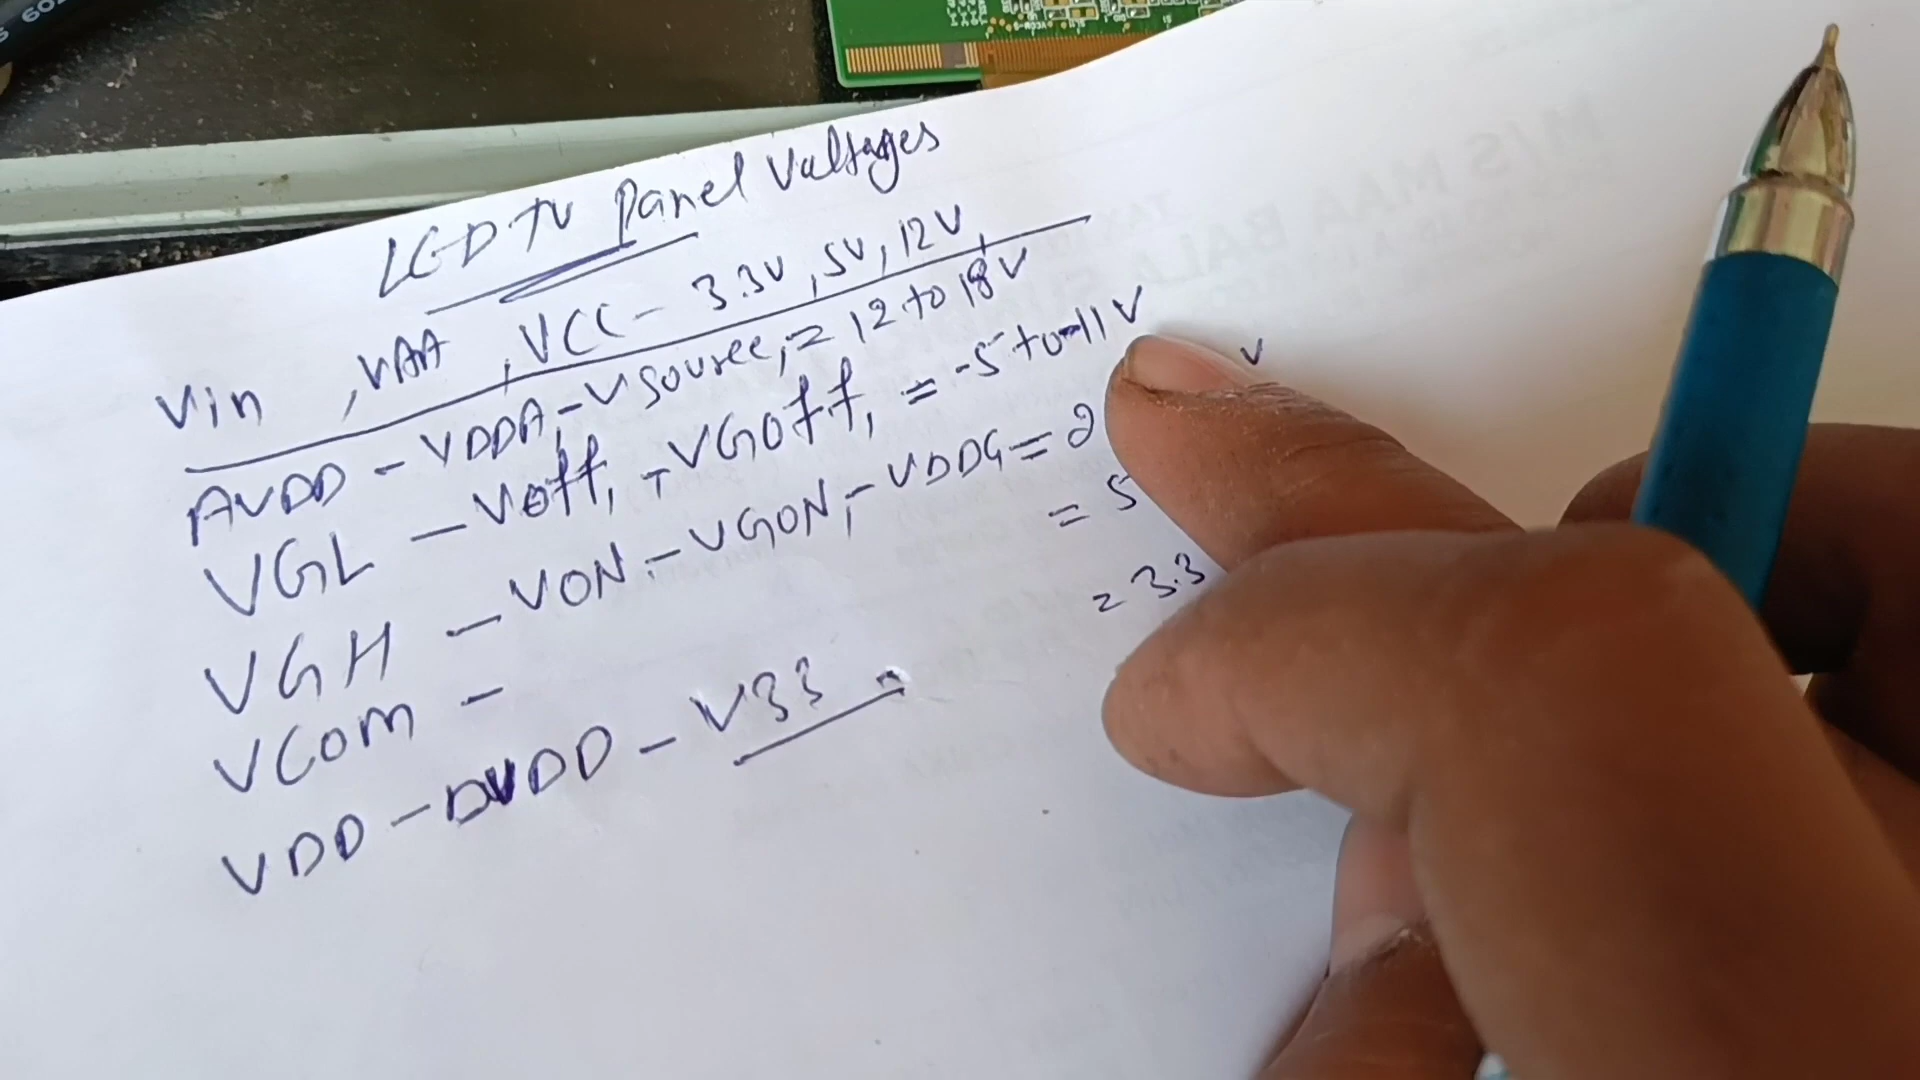 LCD TV Panel Voltages
Vin , VAA , VCC - 3.3V , 5V, 12V,
AVDD - VDDA, - VSource, = 12 to 18V
VGL - Voff, - VGOff, = -5 to -11V
VGH - VON, - VGON, - VDDG = 2 V
VCom - = 5
VDD - DVDD - V33 - = 3.3